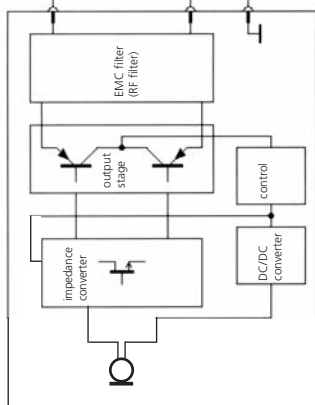 EMC filter
(RF filter)
output
stage
control
impedance
converter
DC/DC
converter